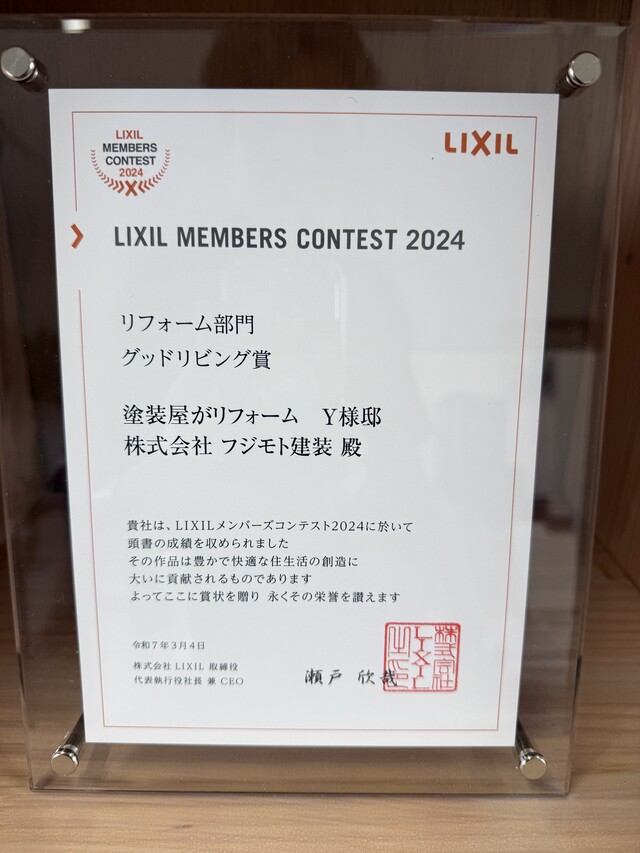 LIXIL
MEMBERS
CONTEST
2024
LIXIL
LIXIL MEMBERS CONTEST 2024
リフォーム部門
グッドリビング賞
塗装屋がリフォーム　Y様邸
株式会社 フジモト建装 殿
貴社は、LIXILメンバーズコンテスト2024に於いて
頭書の成績を収められました
その作品は豊かで快適な住生活の創造に
大いに貢献されるものであります
よってここに賞状を贈り 永くその栄誉を讃えます
令和7年3月4日
株式会社 LIXIL 取締役
代表執行役社長 兼 CEO
瀬戸 欣哉
株式会社
LIXIL
之印